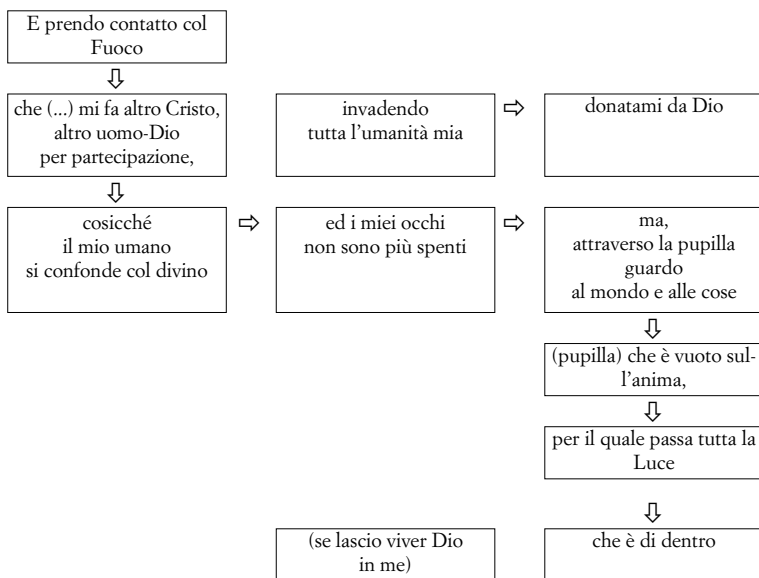 E prendo contatto col
Fuoco
che (...) mi fa altro Cristo,
altro uomo-Dio
per partecipazione,
invadendo
tutta l'umanità mia
donatami da Dio
cosicché
il mio umano
si confonde col divino
ed i miei occhi
non sono più spenti
ma,
attraverso la pupilla
guardo
al mondo e alle cose
(pupilla) che è vuoto sul-
l'anima,
per il quale passa tutta la
Luce
(se lascio viver Dio
in me)
che è di dentro